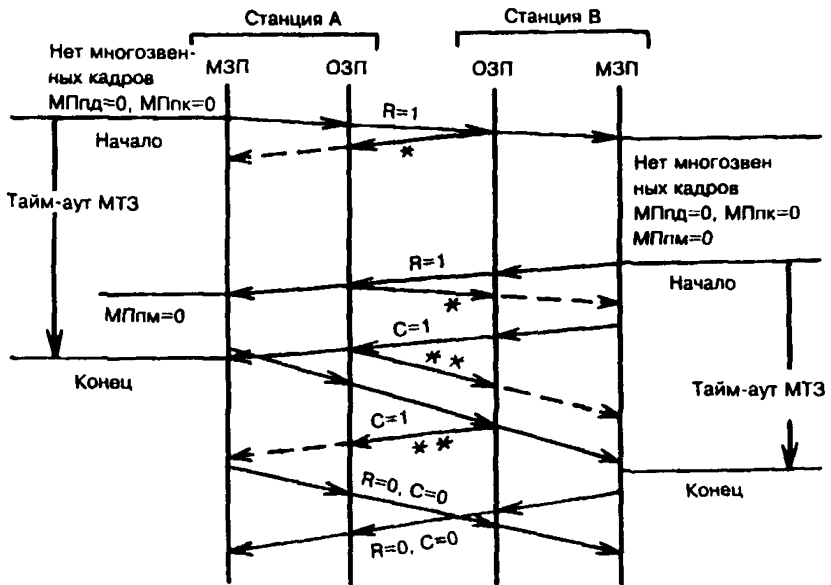 Станция А
Станция В
Нет многозвен-
ных кадров
МПпд=0, МПпк=0
МЗП
ОЗП
ОЗП
МЗП
R=1
Начало
*
Нет многозвен
ных кадров
МПпд=0, МПпк=0
МПпм=0
Тайм-аут МТЗ
R=1
Начало
*
МПпм=0
C=1
**
Конец
Тайм-аут МТЗ
C=1
**
R=0, C=0
Конец
R=0, C=0